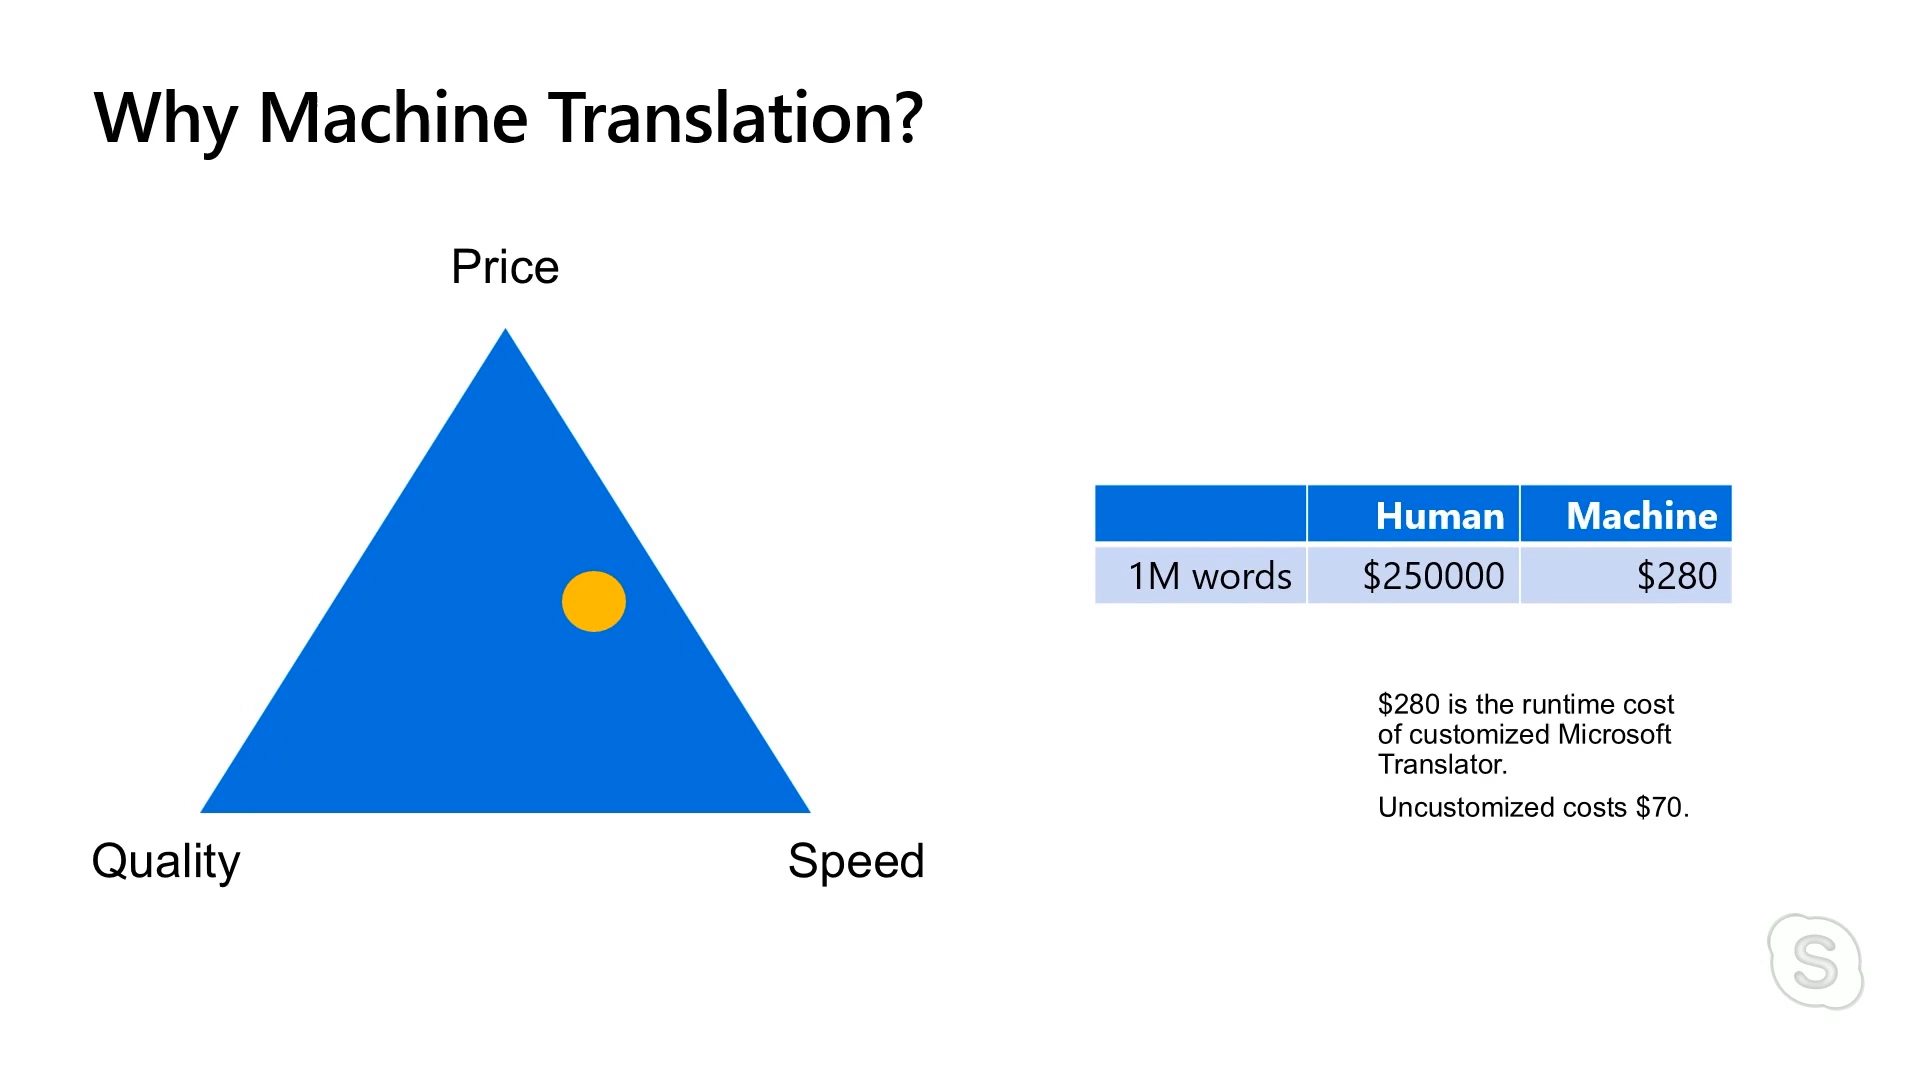 Why Machine Translation?
Price
Quality
Speed
Human Machine
1M words $250000 $280
$280 is the runtime cost
of customized Microsoft
Translator.
Uncustomized costs $70.
S